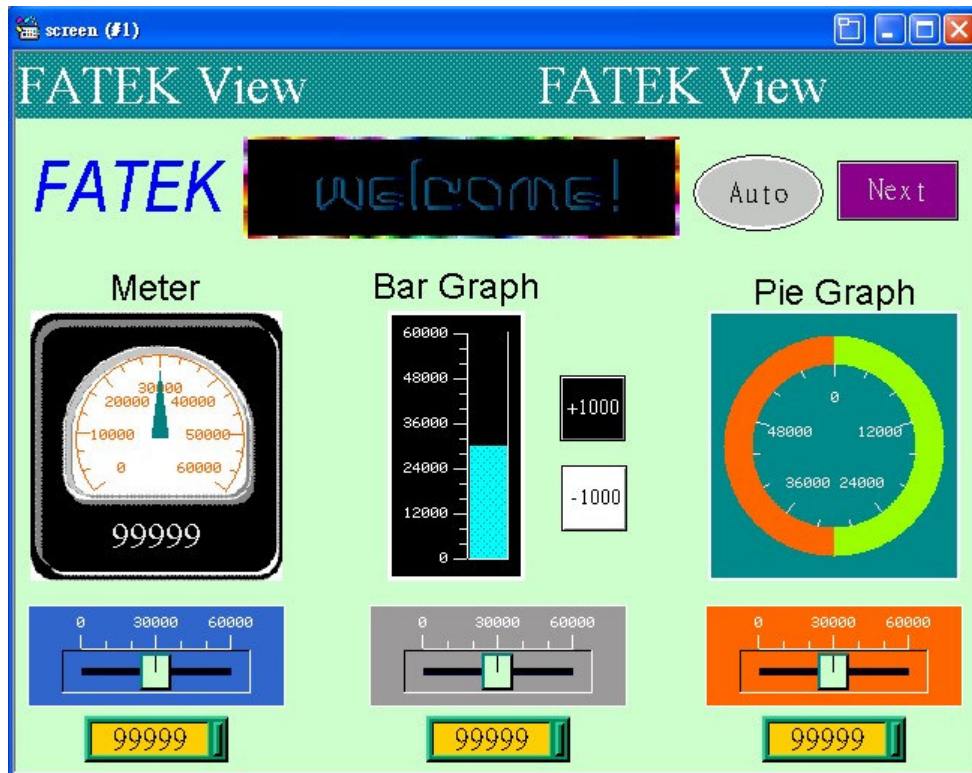 screen (#1)
FATEK View FATEK View
FATEK welcome! Auto Next
Meter Bar Graph Pie Graph
30000
20000 40000
10000 50000
0 60000
99999
60000
48000
36000
24000
12000
0
+1000
-1000
0
48000 12000
36000 24000
0 30000 60000
0 30000 60000
0 30000 60000
99999
99999
99999